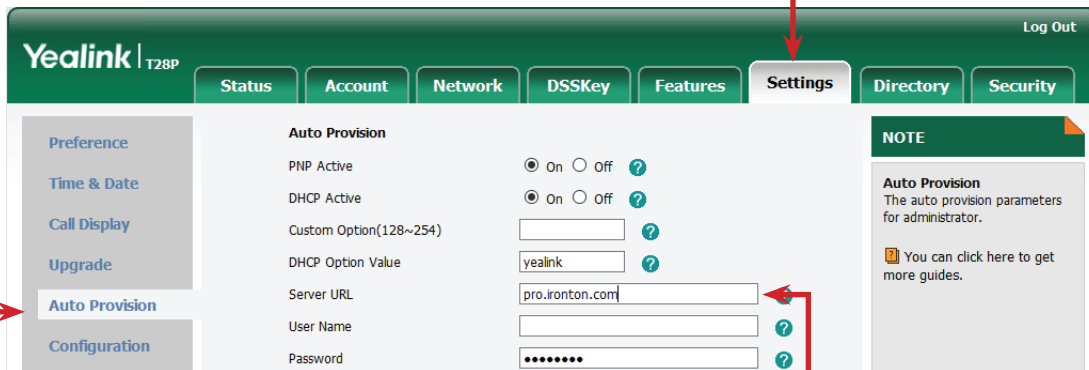 Log Out
Yealink | T28P
Status Account Network DSSKey Features Settings Directory Security
Preference
Time & Date
Call Display
Upgrade
Auto Provision
Configuration
Auto Provision
PNP Active On Off ?
DHCP Active On Off ?
Custom Option(128~254) ?
DHCP Option Value yealink ?
Server URL pro.ironton.com
User Name ?
Password •••••••• ?
NOTE
Auto Provision
The auto provision parameters
for administrator.
? You can click here to get
more guides.